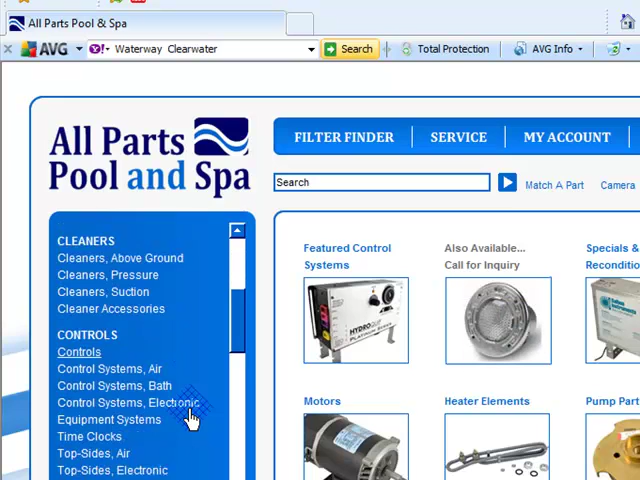 All Parts Pool & Spa
AVG
Y!
Waterway Clearwater
Search
Total Protection
AVG Info
All Parts
Pool and Spa
FILTER FINDER
SERVICE
MY ACCOUNT
Search
Match A Part
Camera
CLEANERS
Cleaners, Above Ground
Cleaners, Pressure
Cleaners, Suction
Cleaner Accessories
CONTROLS
Controls
Control Systems, Air
Control Systems, Bath
Control Systems, Electronic
Equipment Systems
Time Clocks
Top-Sides, Air
Top-Sides, Electronic
Featured Control
Systems
HYDROQUIP
Also Available...
Call for Inquiry
Specials &
Reconditio
Motors
Heater Elements
Pump Part